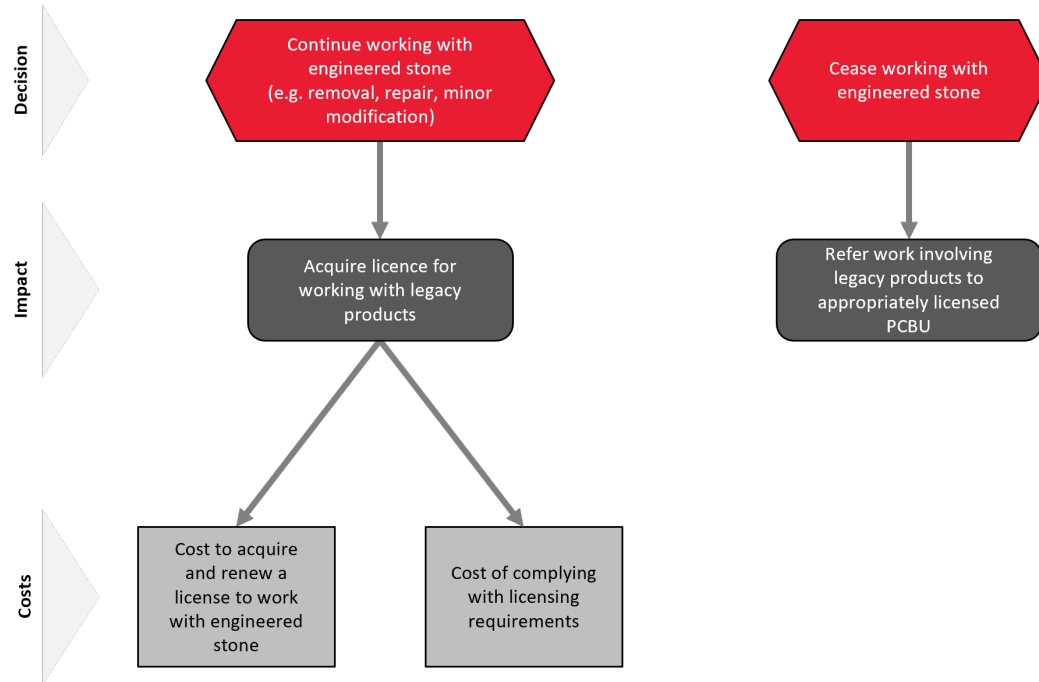 Decision
Continue working with
engineered stone
(e.g. removal, repair, minor
modification)
Cease working with
engineered stone
Impact
Acquire licence for
working with legacy
products
Refer work involving
legacy products to
appropriately licensed
PCBU
Costs
Cost to acquire
and renew a
license to work
with engineered
stone
Cost of complying
with licensing
requirements